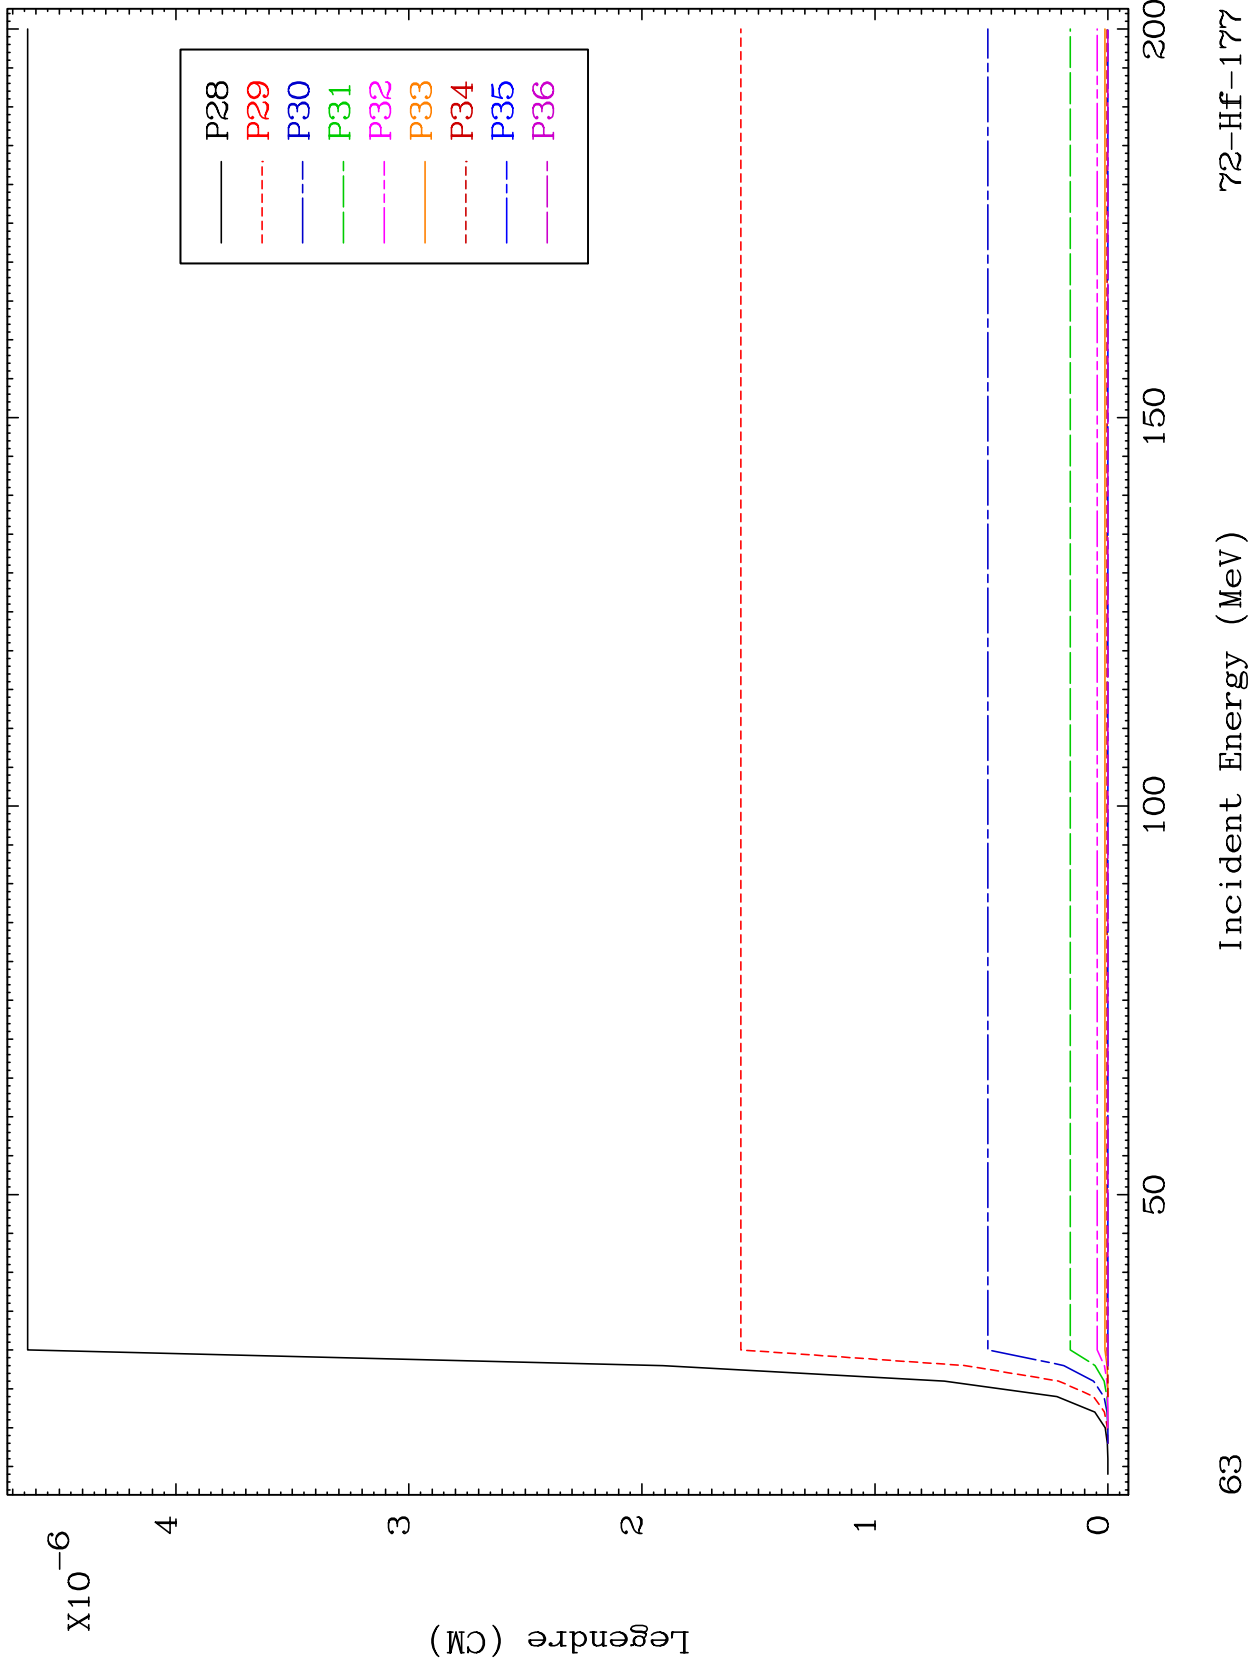 X10-6
Legendre (CM)
4
3
2
1
0
P28
P29
P30
P31
P32
P33
P34
P35
P36
50
100
150
200
Incident Energy (MeV)
63
72-Hf-177